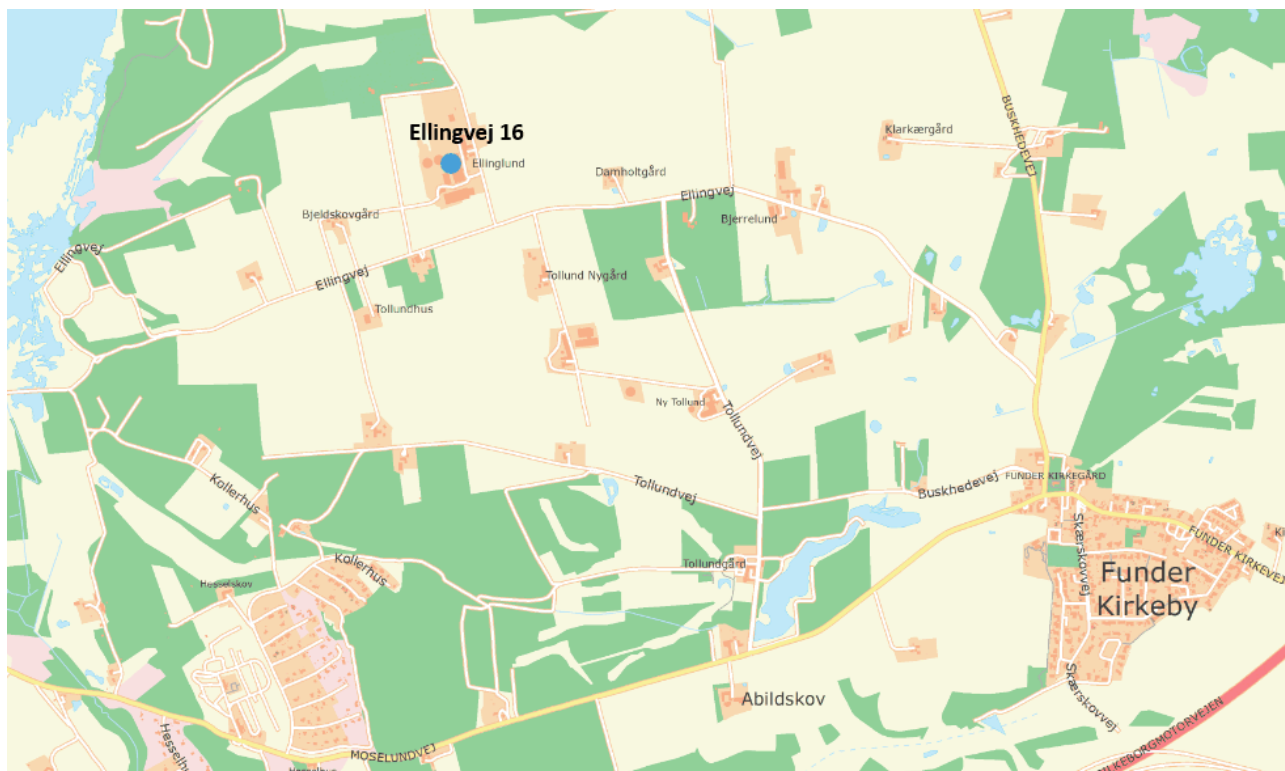 Ellingvej 16
Ellinglund
Klarkærgård
BUSKHEDEVEJ
Damholtgård
Ellingvej
Bjerrelund
Bjeldskovgård
Ellingvej
Ellingvej
Tollund Nygård
Tollundhus
Ny Tollund
Tollundvej
Kollerhus
Tollundvej
Buskhedevej
FUNDER KIRKEGÅRD
Skærskovvej
FUNDER KIRKEVEJ
Kollerhus
Hesselskov
Tollundgård
Funder
Kirkeby
Abildskov
Skærskovvej
Hesselhus
MOSELUNDVEJ